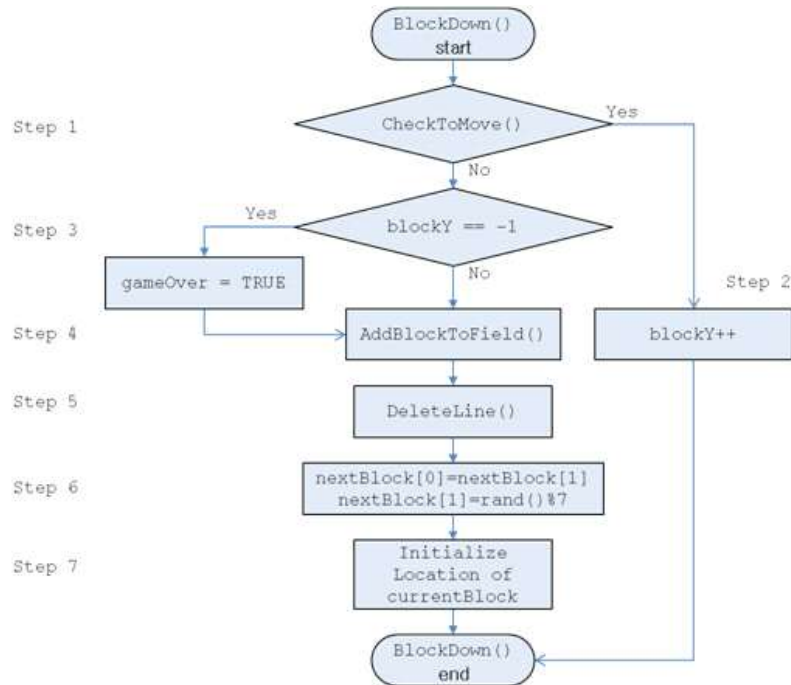 BlockDown()
start
Step 1
CheckToMove()
Yes
No
Step 3
Yes
blockY == -1
No
Step 2
gameOver = TRUE
Step 4
AddBlockToField()
blockY++
Step 5
DeleteLine()
Step 6
nextBlock[0]=nextBlock[1]
nextBlock[1]=rand()%7
Step 7
Initialize
Location of
currentBlock
BlockDown()
end